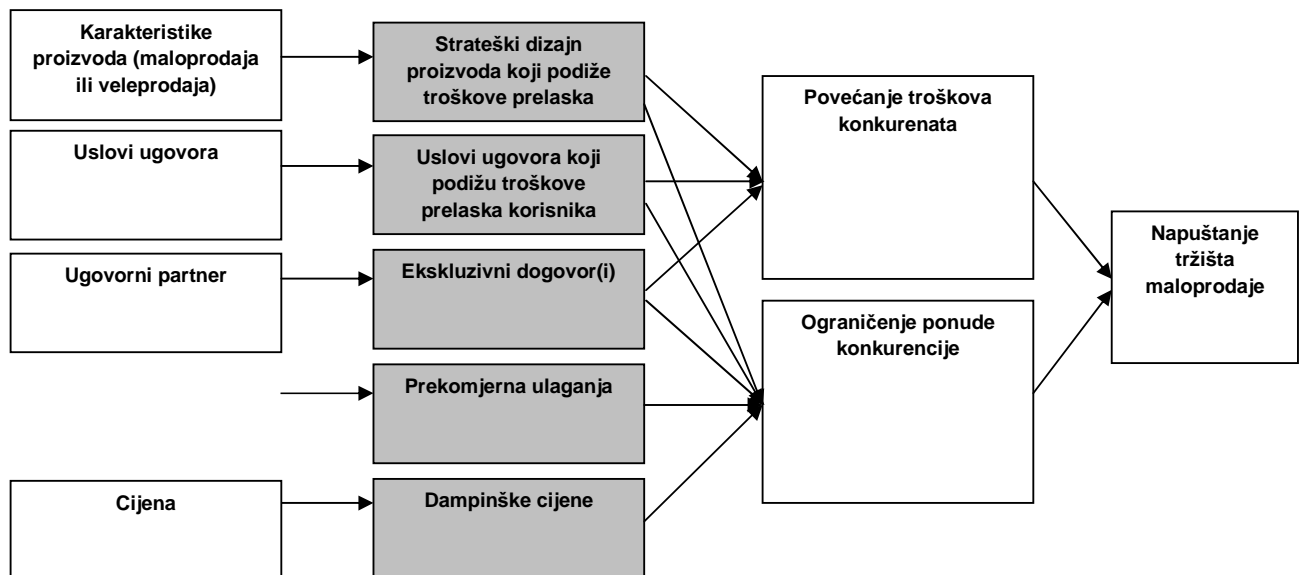 Karakteristike
proizvoda (maloprodaja
ili veleprodaja)
Strateški dizajn
proizvoda koji podiže
troškove prelaska
Povećanje troškova
konkurenata
Uslovi ugovora
Uslovi ugovora koji
podižu troškove
prelaska korisnika
Napuštanje
tržišta
maloprodaje
Ugovorni partner
Ekskluzivni dogovor(i)
Ograničenje ponude
konkurencije
Prekomjerna ulaganja
Cijena
Dampinške cijene